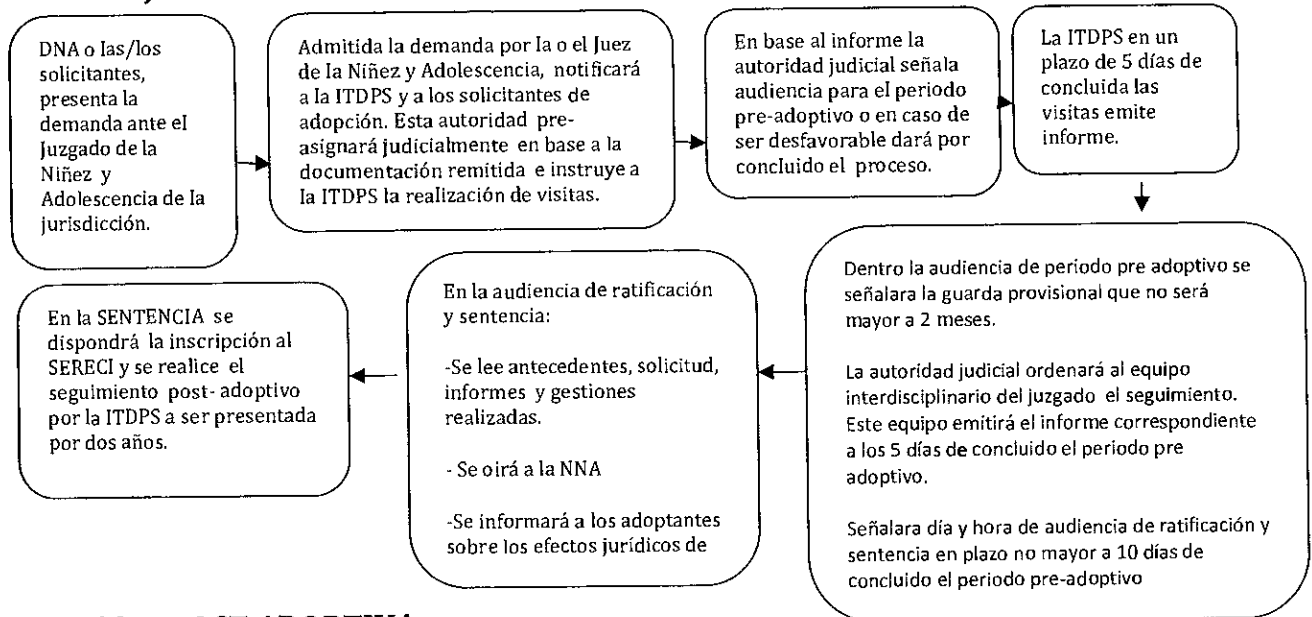 DNA o las/los
solicitantes,
presenta la
demanda ante el
Juzgado de la
Niñez y
Adolescencia de la
jurisdicción.
Admitida la demanda por la o el Juez
de la Niñez y Adolescencia, notificará
a la ITDPS y a los solicitantes de
adopción. Esta autoridad pre-
asignará judicialmente en base a la
documentación remitida e instruye a
la ITDPS la realización de visitas.
En base al informe la
autoridad judicial señala
audiencia para el periodo
pre-adoptivo o en caso de
ser desfavorable dará por
concluido el proceso.
La ITDPS en un
plazo de 5 días de
concluida las
visitas emite
informe.
Dentro la audiencia de periodo pre adoptivo se
señalara la guarda provisional que no será
mayor a 2 meses.
La autoridad judicial ordenará al equipo
interdisciplinario del juzgado el seguimiento.
Este equipo emitirá el informe correspondiente
a los 5 días de concluido el periodo pre
adoptivo.
Señalara día y hora de audiencia de ratificación y
sentencia en plazo no mayor a 10 días de
concluido el periodo pre-adoptivo
En la audiencia de ratificación
y sentencia:
-Se lee antecedentes, solicitud,
informes y gestiones
realizadas.
- Se oirá a la NNA
-Se informará a los adoptantes
sobre los efectos jurídicos de
En la SENTENCIA se
dispondrá la inscripción al
SERECI y se realice el
seguimiento post- adoptivo
por la ITDPS a ser presentada
por dos años.